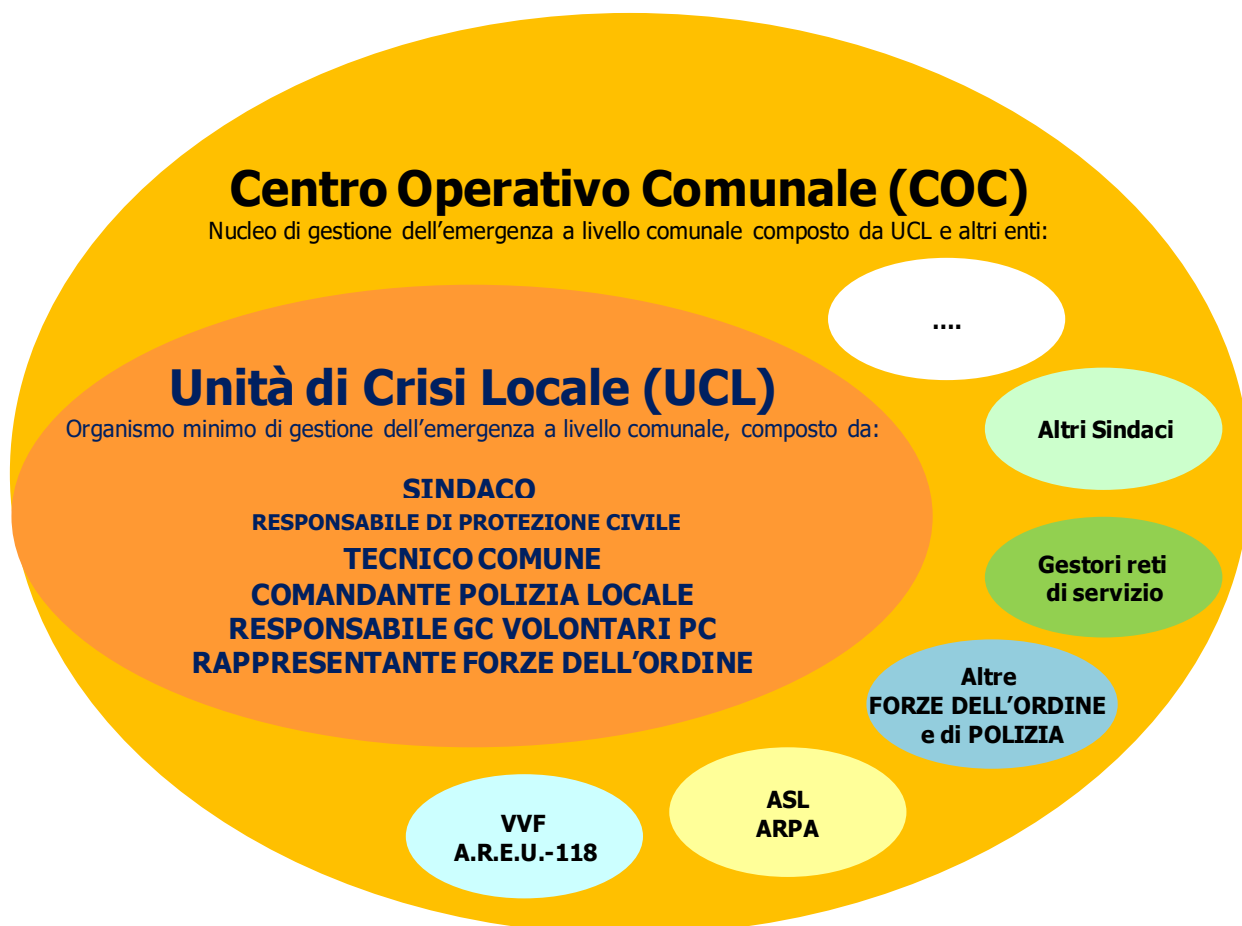 Centro Operativo Comunale (COC)
Nucleo di gestione dell'emergenza a livello comunale composto da UCL e altri enti:
....
Unità di Crisi Locale (UCL)
Organismo minimo di gestione dell'emergenza a livello comunale, composto da:
Altri Sindaci
SINDACO
RESPONSABILE DI PROTEZIONE CIVILE
TECNICO COMUNE
COMANDANTE POLIZIA LOCALE
RESPONSABILE GC VOLONTARI PC
RAPPRESENTANTE FORZE DELL'ORDINE
Gestori reti
di servizio
Altre
FORZE DELL'ORDINE
e di POLIZIA
ASL
ARPA
VVF
A.R.E.U.-118